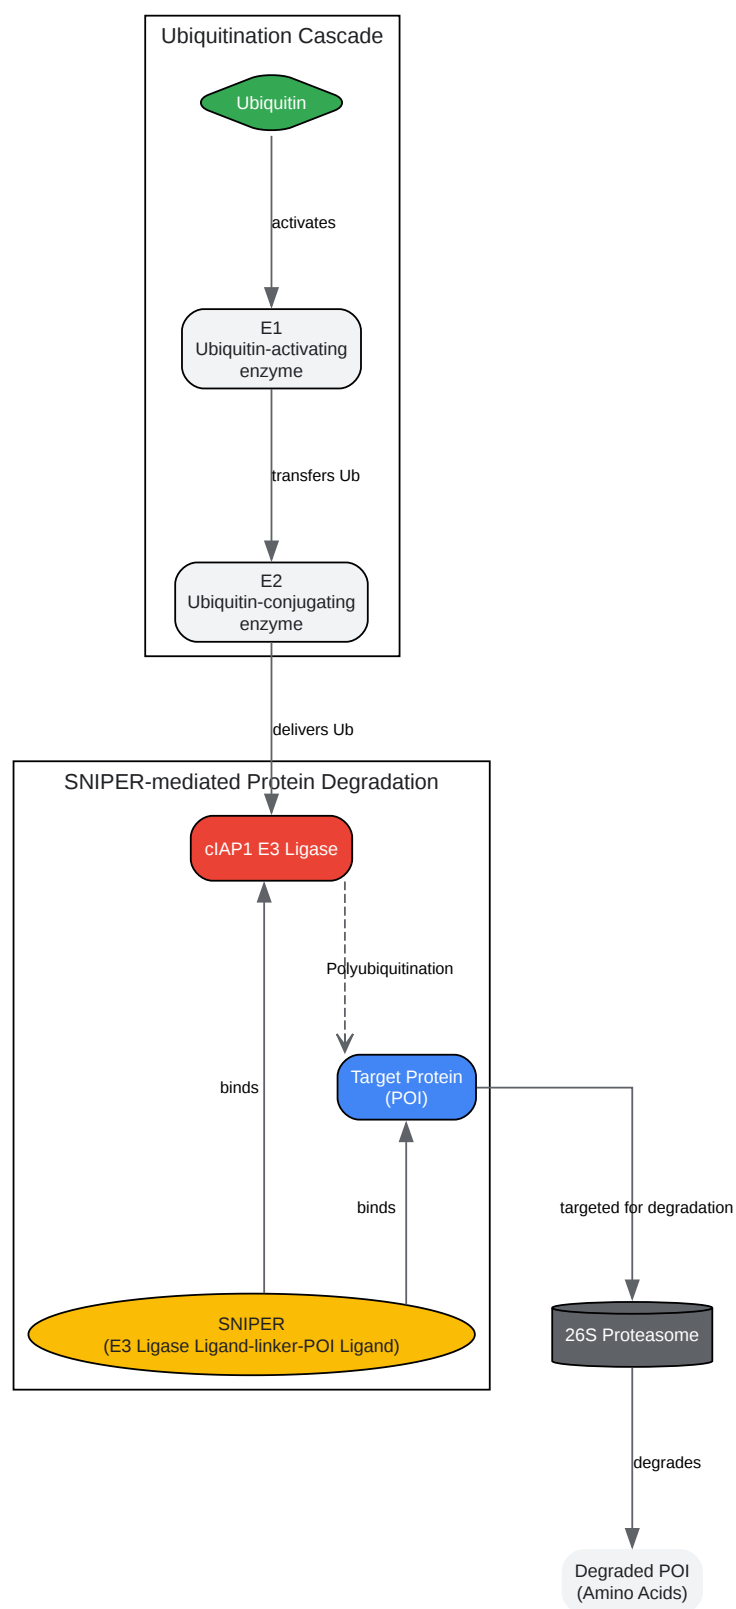 Ubiquitination Cascade
Ubiquitin
activates
E1
Ubiquitin-activating
enzyme
transfers Ub
E2
Ubiquitin-conjugating
enzyme
delivers Ub
SNIPER-mediated Protein Degradation
cIAP1 E3 Ligase
Polyubiquitination
Target Protein
(POI)
binds
binds
targeted for degradation
SNIPER
(E3 Ligase Ligand-linker-POI Ligand)
26S Proteasome
degrades
Degraded POI
(Amino Acids)